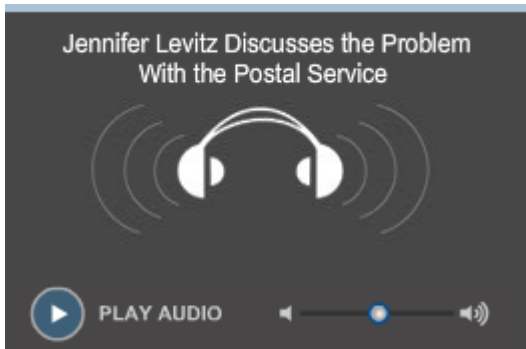 Jennifer Levitz Discusses the Problem
With the Postal Service
PLAY AUDIO